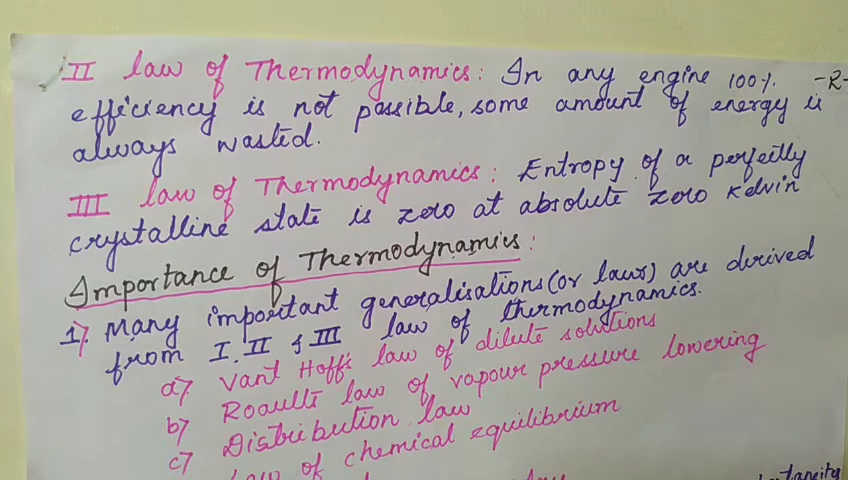 II law of Thermodynamics: In any engine 100%. -2-
efficiency is not possible, some amount of energy is
always wasted.
III law of Thermodynamics: Entropy of a perfectly
crystalline state is zero at absolute zero Kelvin
Importance of Thermodynamics:
1.) Many important generalisations (or laws) are derived
from I, II & III law of thermodynamics.
a) Vant Hoff's law of dilute solutions
b) Roaults law of vapour pressure lowering
c) Distribution law
law of chemical equilibrium